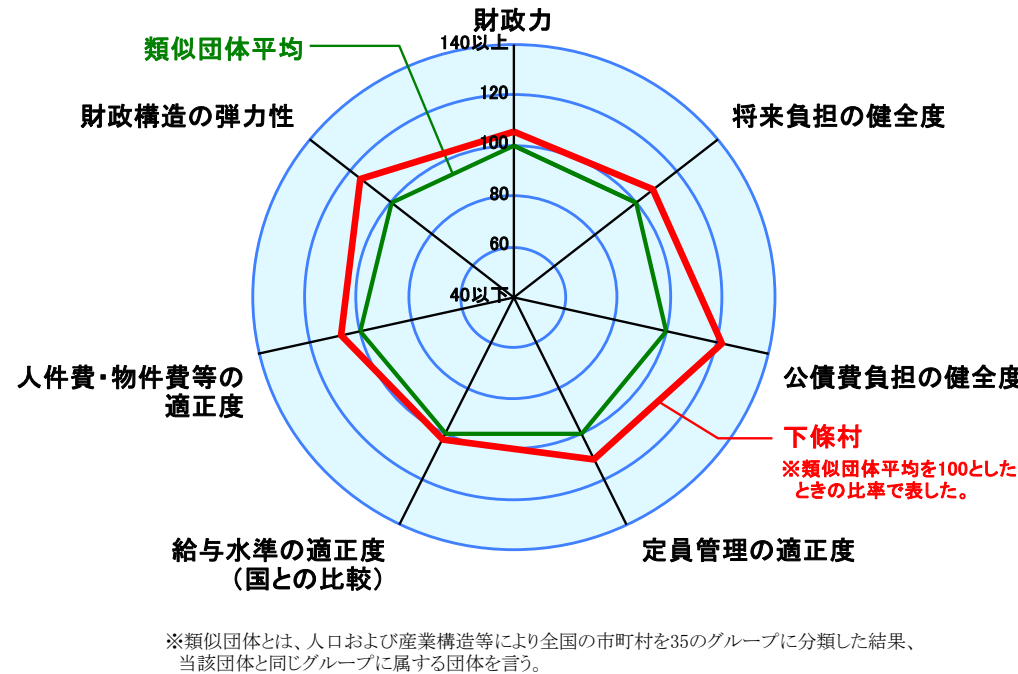 財政力
140以上
類似団体平均
120
財政構造の弾力性
将来負担の健全度
100
80
60
40以下
人件費・物件費等の
適正度
公債費負担の健全度
下條村
※類似団体平均を100とした
ときの比率で表した。
給与水準の適正度
（国との比較）
定員管理の適正度
※類似団体とは、人口および産業構造等により全国の市町村を35のグループに分類した結果、
当該団体と同じグループに属する団体を言う。